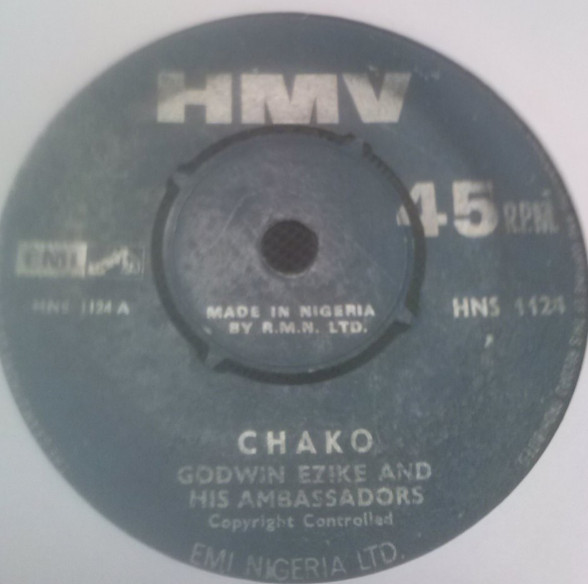 HMV
45 RPM
EMI
HNS 1124 A
HNS 1124
MADE IN NIGERIA
BY R.M.N. LTD.
CHAKO
GODWIN EZIKE AND
HIS AMBASSADORS
Copyright Controlled
EMI NIGERIA LTD.